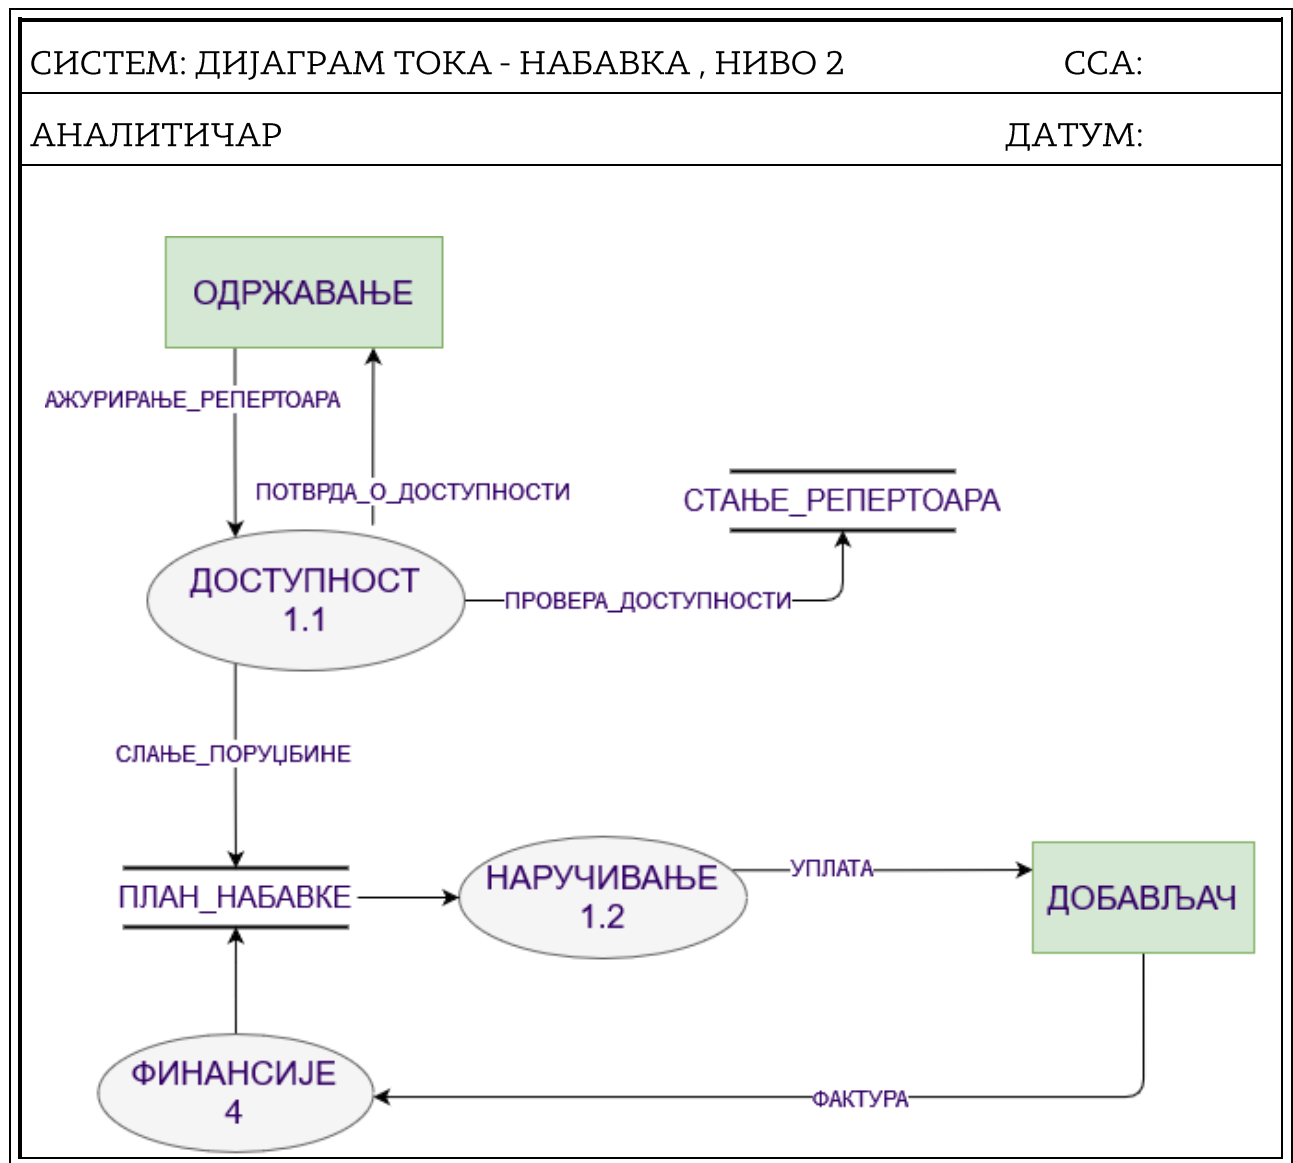 СИСТЕМ: ДИЈАГРАМ ТОКА - НАБАВКА , НИВО 2 ССА:
АНАЛИТИЧАР ДАТУМ:
ОДРЖАВАЊЕ
АЖУРИРАЊЕ_РЕПЕРТОАРА
ПОТВРДА_О_ДОСТУПНОСТИ
СТАЊЕ_РЕПЕРТОАРА
ДОСТУПНОСТ
1.1
ПРОВЕРА_ДОСТУПНОСТИ
СЛАЊЕ_ПОРУЏБИНЕ
ПЛАН_НАБАВКЕ
НАРУЧИВАЊЕ
1.2
УПЛАТА
ДОБАВЉАЧ
ФИНАНСИЈЕ
4
ФАКТУРА